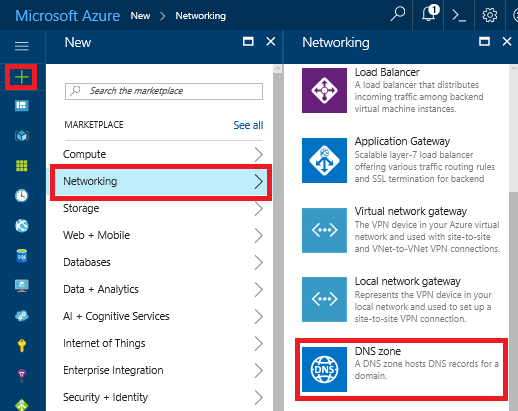 Microsoft Azure New > Networking
1
New
Networking
Search the marketplace
MARKETPLACE See all
Compute
Networking
Storage
Web + Mobile
Databases
Data + Analytics
AI + Cognitive Services
Internet of Things
Enterprise Integration
Security + Identity
Load Balancer
A load balancer that distributes
incoming traffic among backend
virtual machine instances.
Application Gateway
Scalable layer-7 load balancer
offering various traffic routing rules
and SSL termination for backend
Virtual network gateway
The VPN device in your Azure virtual
network and used with site-to-site
and VNet-to-VNet VPN connections.
Local network gateway
Represents the VPN device in your
local network and used to set up a
site-to-site VPN connection.
DNS
DNS zone
A DNS zone hosts DNS records for a
domain.
SQL